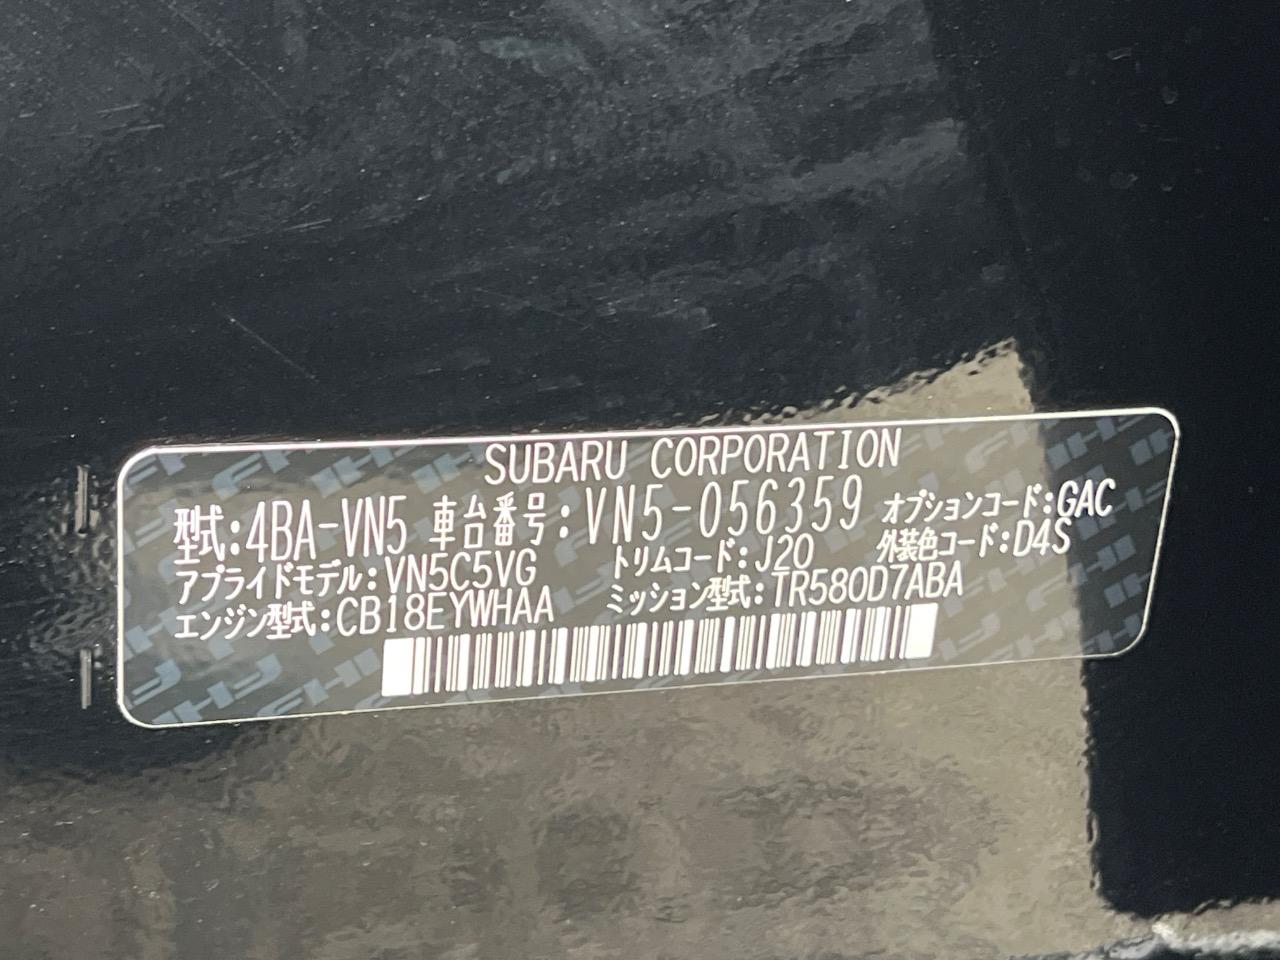 SUBARU CORPORATION
型式:4BA-VN5 車台番号:VN5-056359 オプションコード:GAC
アプライドモデル:VN5C5VG トリムコード:J20 外装色コード:D4S
エンジン型式:CB18EYWHAA ミッション型式:TR580D7ABA